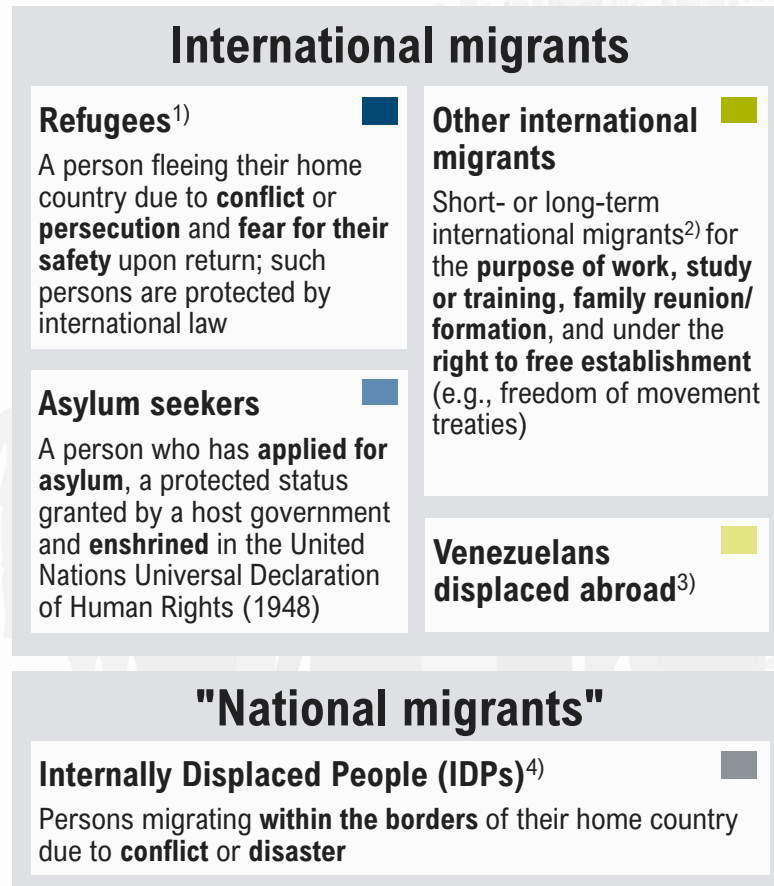 International migrants
Refugees1)
A person fleeing their home
country due to conflict or
persecution and fear for their
safety upon return; such
persons are protected by
international law
Asylum seekers
A person who has applied for
asylum, a protected status
granted by a host government
and enshrined in the United
Nations Universal Declaration
of Human Rights (1948)
Other international
migrants
Short- or long-term
international migrants2) for
the purpose of work, study
or training, family reunion/
formation, and under the
right to free establishment
(e.g., freedom of movement
treaties)
Venezuelans
displaced abroad3)
"National migrants"
Internally Displaced People (IDPs)4)
Persons migrating within the borders of their home country
due to conflict or disaster